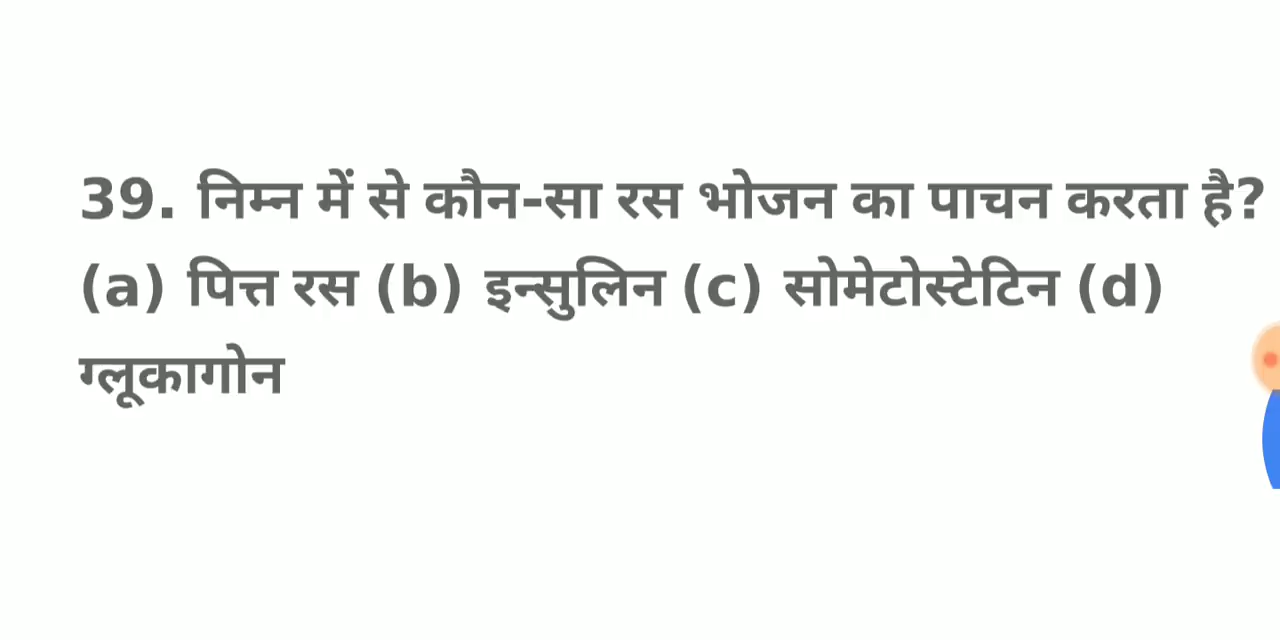 39. निम्न में से कौन-सा रस भोजन का पाचन करता है?
(a) पित्त रस (b) इन्सुलिन (c) सोमेटोस्टेटिन (d)
ग्लूकागोन